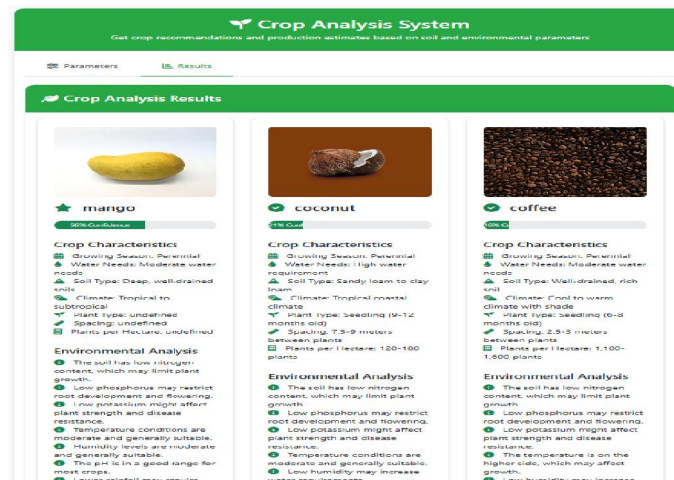 Crop Analysis System
Get crop recommendations and production estimates based on soil and environmental parameters
Parameters
Results
Crop Analysis Results
mango
Crop Characteristics
Growing Season: Perennial
Water Needs: Moderate water
needs
Soil Type: Deep, well-drained
soils
Climate: Tropical to
subtropical
Plant Type: undefined
Spacing: undefined
Plants per Hectare: undefined
Environmental Analysis
The soil has low nitrogen
content, which may limit plant
growth.
Low phosphorus may restrict
root development and flowering.
Low potassium might affect
plant strength and disease
resistance.
Temperature conditions are
moderate and generally suitable.
Humidity levels are moderate
and generally suitable.
The pH is in a good range for
most crops.
Lower rainfall may require
coconut
Crop Characteristics
Growing Season: Perennial
Water Needs: High water
requirement
Soil Type: Sandy loam to clay
loam
Climate: Tropical coastal
climate
Plant Type: Seedling (9-12
months old)
Spacing: 7.5-9 meters
between plants
Plants per Hectare: 120-180
plants
Environmental Analysis
The soil has low nitrogen
content, which may limit plant
growth.
Low phosphorus may restrict
root development and flowering.
Low potassium might affect
plant strength and disease
resistance.
Temperature conditions are
moderate and generally suitable.
Low humidity may increase
water requirements.
coffee
Crop Characteristics
Growing Season: Perennial
Water Needs: Moderate water
needs
Soil Type: Well-drained, rich
soil
Climate: Cool to warm
climate with shade
Plant Type: Seedling (6-8
months old)
Spacing: 2.5-3 meters
between plants
Plants per Hectare: 1,100-
1,600 plants
Environmental Analysis
The soil has low nitrogen
content, which may limit plant
growth.
Low phosphorus may restrict
root development and flowering.
Low potassium might affect
plant strength and disease
resistance.
The temperature is on the
higher side, which may affect
growth.
Low humidity may increase